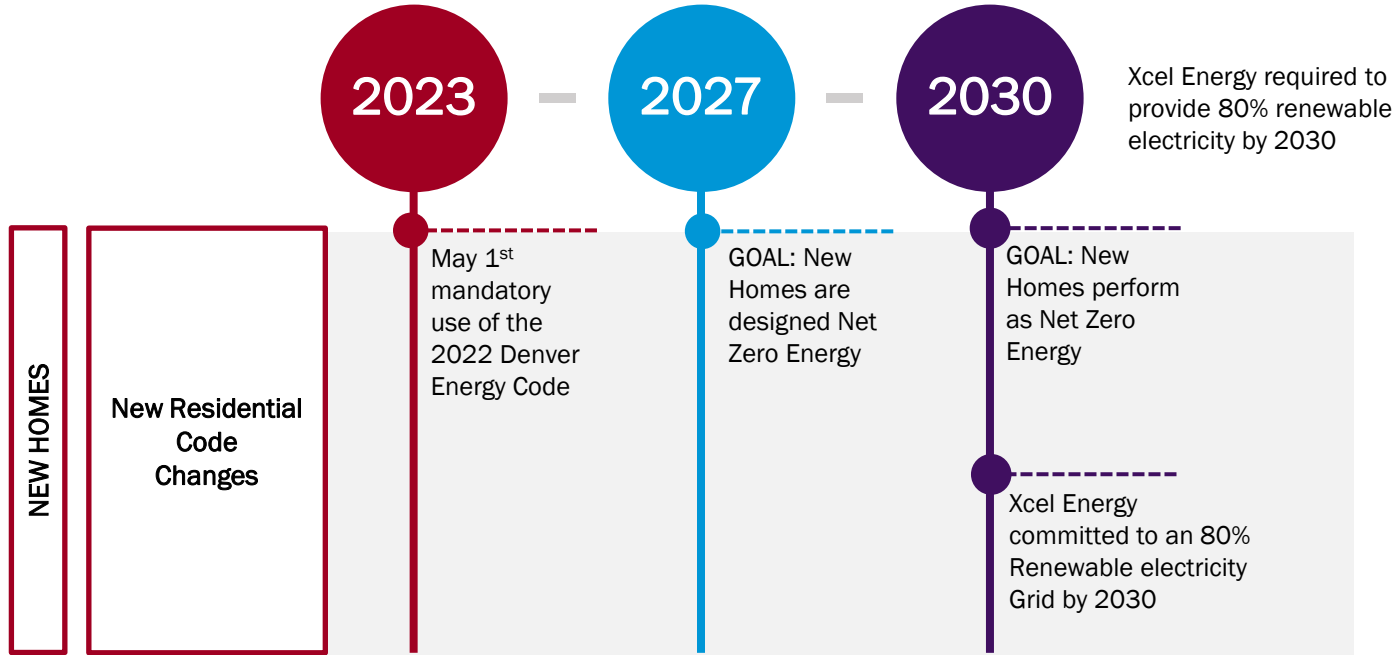 2023
2027
2030
Xcel Energy required to
provide 80% renewable
electricity by 2030
NEW HOMES
New Residential
Code
Changes
May 1st
mandatory
use of the
2022 Denver
Energy Code
GOAL: New
Homes are
designed Net
Zero Energy
GOAL: New
Homes perform
as Net Zero
Energy
Xcel Energy
committed to an 80%
Renewable electricity
Grid by 2030